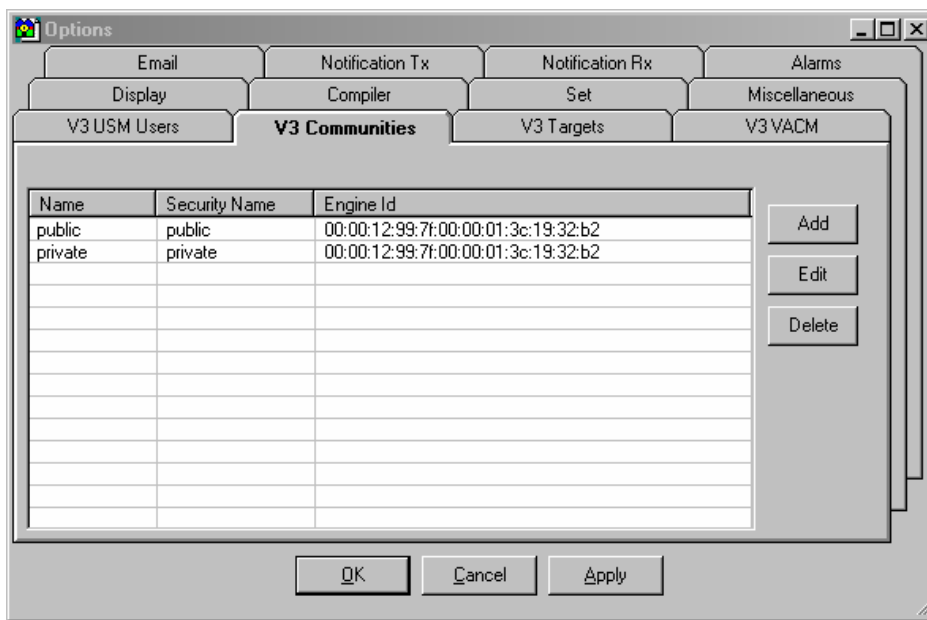 Options
Email Notification Tx Notification Rx Alarms
Display Compiler Set Miscellaneous
V3 USM Users V3 Communities V3 Targets V3 VACM
Name Security Name Engine Id
public public 00:00:12:99:7f:00:00:01:3c:19:32:b2
private private 00:00:12:99:7f:00:00:01:3c:19:32:b2
Add
Edit
Delete
OK Cancel Apply